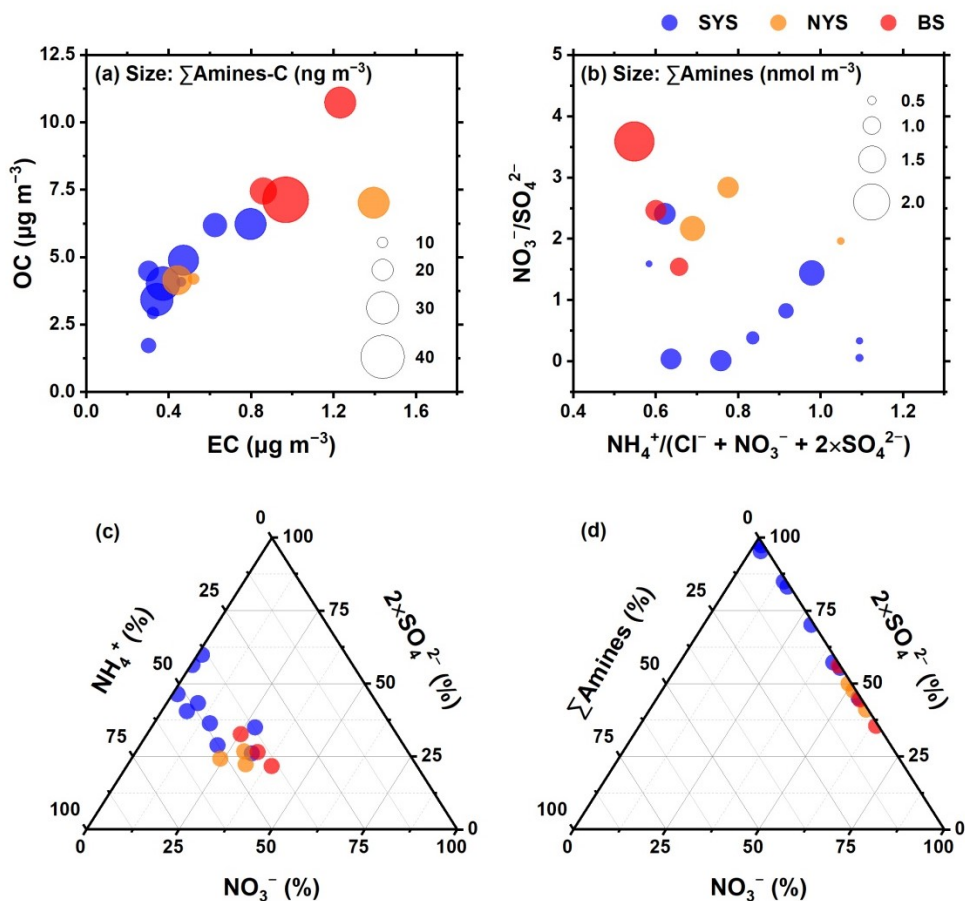 SYS NYS BS
(a) Size: ∑Amines-C (ng m⁻³)
12.5
10.0
7.5
5.0
2.5
0.0
OC (µg m⁻³)
10
20
30
40
0.0 0.4 0.8 1.2 1.6
EC (µg m⁻³)
(b) Size: ∑Amines (nmol m⁻³)
5
4
3
2
1
0
NO₃⁻/SO₄²⁻
0.5
1.0
1.5
2.0
0.4 0.6 0.8 1.0 1.2
NH₄⁺/(Cl⁻ + NO₃⁻ + 2×SO₄²⁻)
(c)
0
25
50
75
100
NH₄⁺ (%)
100
75
50
25
0
2×SO₄²⁻ (%)
0 25 50 75 100
NO₃⁻ (%)
(d)
0
25
50
75
100
∑Amines (%)
100
75
50
25
0
2×SO₄²⁻ (%)
0 25 50 75 100
NO₃⁻ (%)